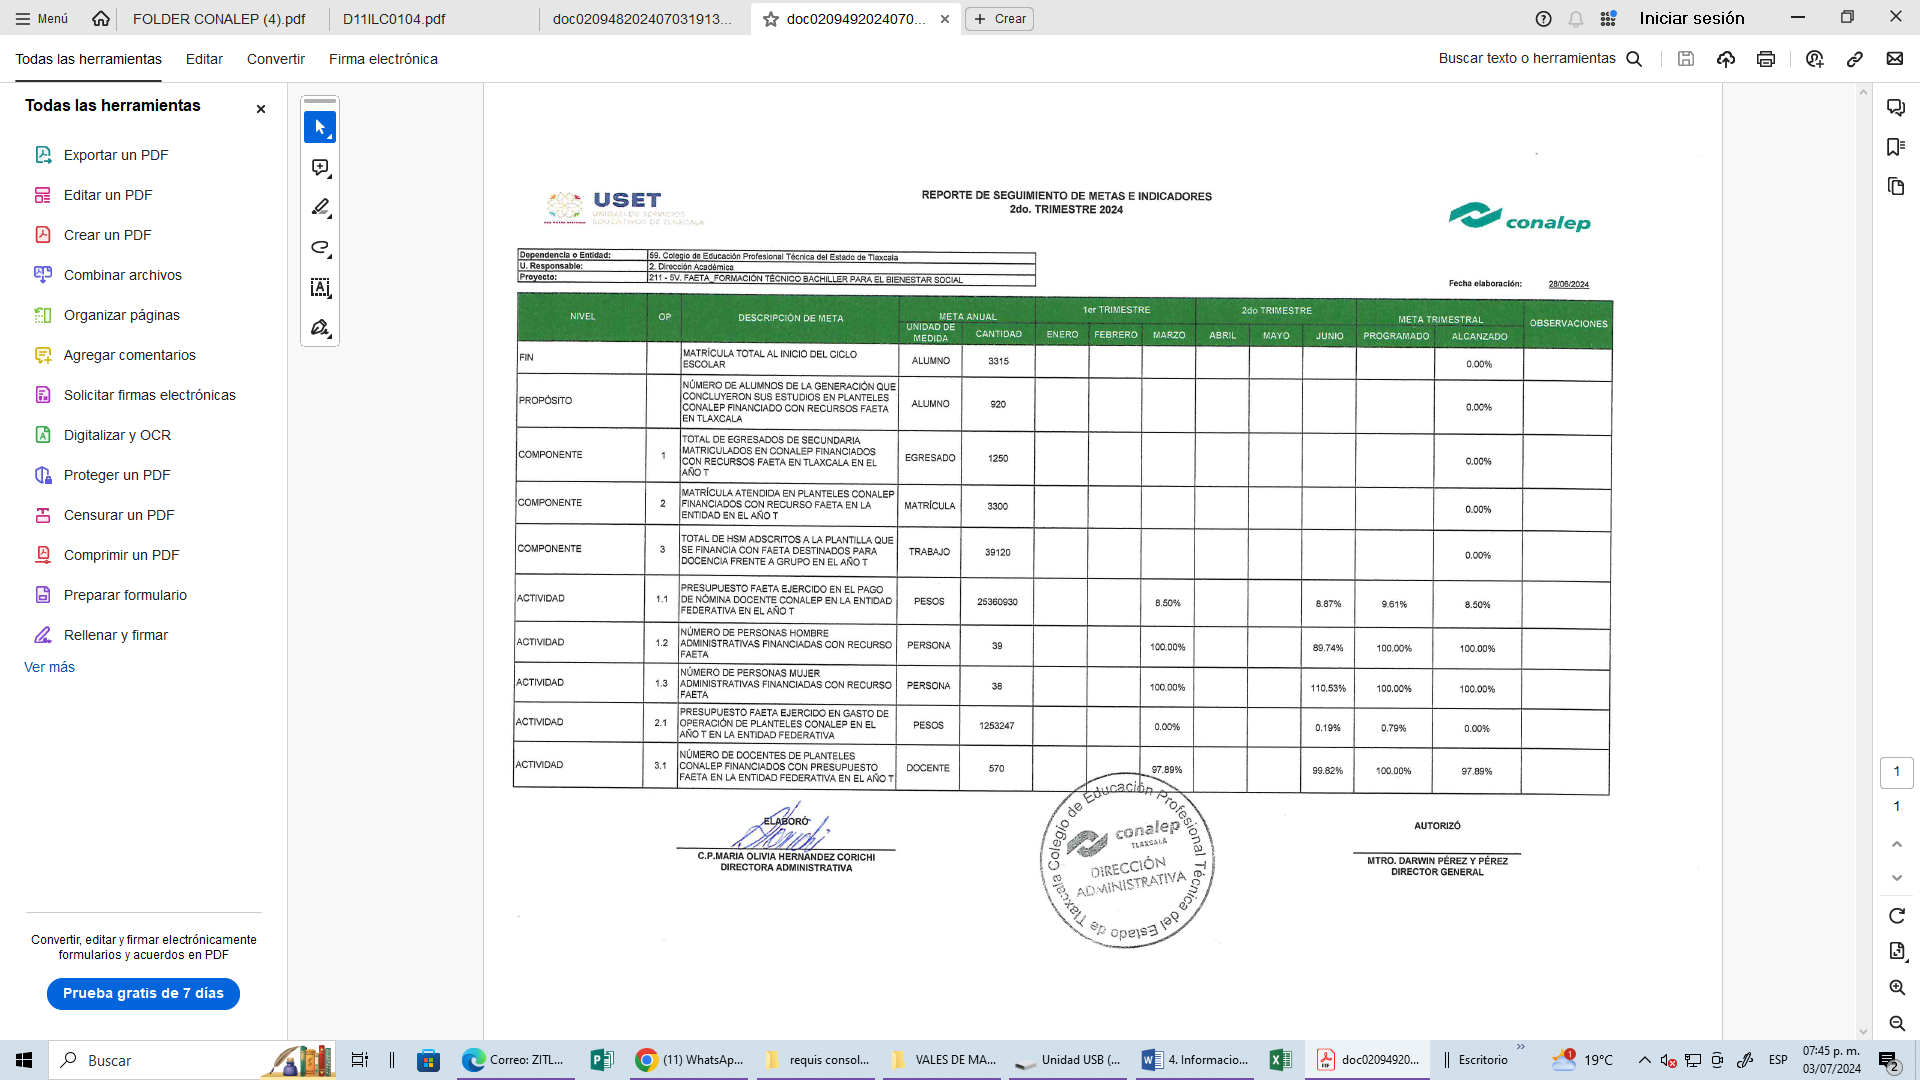 Menú
FOLDER CONALEP (4).pdf
D11ILC0104.pdf
doc020948202407031913...
doc0209492024070...
Crear
Iniciar sesión
Todas las herramientas
Editar
Convertir
Firma electrónica
Buscar texto o herramientas
Todas las herramientas
Exportar un PDF
Editar un PDF
Crear un PDF
Combinar archivos
Organizar páginas
Agregar comentarios
Solicitar firmas electrónicas
Digitalizar y OCR
Proteger un PDF
Censurar un PDF
Comprimir un PDF
Preparar formulario
Rellenar y firmar
Ver más
Convertir, editar y firmar electrónicamente
formularios y acuerdos en PDF
Prueba gratis de 7 días
USET
UNIDAD DE SERVICIOS
EDUCATIVOS DE TLAXCALA
REPORTE DE SEGUIMIENTO DE METAS E INDICADORES
2do. TRIMESTRE 2024
conalep
Dependencia o Entidad: 59. Colegio de Educación Profesional Técnica del Estado de Tlaxcala
U. Responsable: 2. Dirección Académica
Proyecto: 211 - 5V. FAETA_FORMACIÓN TÉCNICO BACHILLER PARA EL BIENESTAR SOCIAL
Fecha elaboración: 28/06/2024
NIVEL OP DESCRIPCIÓN DE META META ANUAL 1er TRIMESTRE 2do TRIMESTRE META TRIMESTRAL OBSERVACIONES
UNIDAD DE MEDIDA CANTIDAD ENERO FEBRERO MARZO ABRIL MAYO JUNIO PROGRAMADO ALCANZADO
FIN MATRÍCULA TOTAL AL INICIO DEL CICLO
ESCOLAR ALUMNO 3315 0.00%
PROPÓSITO NÚMERO DE ALUMNOS DE LA GENERACIÓN QUE
CONCLUYERON SUS ESTUDIOS EN PLANTELES
CONALEP FINANCIADO CON RECURSOS FAETA
EN TLAXCALA ALUMNO 920 0.00%
COMPONENTE 1 TOTAL DE EGRESADOS DE SECUNDARIA
MATRICULADOS EN CONALEP FINANCIADOS
CON RECURSOS FAETA EN TLAXCALA EN EL
AÑO T EGRESADO 1250 0.00%
COMPONENTE 2 MATRÍCULA ATENDIDA EN PLANTELES CONALEP
FINANCIADOS CON RECURSO FAETA EN LA
ENTIDAD EN EL AÑO T MATRÍCULA 3300 0.00%
COMPONENTE 3 TOTAL DE HSM ADSCRITOS A LA PLANTILLA QUE
SE FINANCIA CON FAETA DESTINADOS PARA
DOCENCIA FRENTE A GRUPO EN EL AÑO T TRABAJO 39120 0.00%
ACTIVIDAD 1.1 PRESUPUESTO FAETA EJERCIDO EN EL PAGO
DE NÓMINA DOCENTE CONALEP EN LA ENTIDAD
FEDERATIVA EN EL AÑO T PESOS 25360930 8.50% 8.87% 9.61% 8.50%
ACTIVIDAD 1.2 NÚMERO DE PERSONAS HOMBRE
ADMINISTRATIVAS FINANCIADAS CON RECURSO
FAETA PERSONA 39 100.00% 89.74% 100.00% 100.00%
ACTIVIDAD 1.3 NÚMERO DE PERSONAS MUJER
ADMINISTRATIVAS FINANCIADAS CON RECURSO
FAETA PERSONA 38 100.00% 110.53% 100.00% 100.00%
ACTIVIDAD 2.1 PRESUPUESTO FAETA EJERCIDO EN GASTO DE
OPERACIÓN DE PLANTELES CONALEP EN EL
AÑO T EN LA ENTIDAD FEDERATIVA PESOS 1253247 0.00% 0.19% 0.79% 0.00%
ACTIVIDAD 3.1 NÚMERO DE DOCENTES DE PLANTELES
CONALEP FINANCIADOS CON PRESUPUESTO
FAETA EN LA ENTIDAD FEDERATIVA EN EL AÑO T DOCENTE 570 97.89% 99.82% 100.00% 97.89%
ELABORÓ
C.P.MARIA OLIVIA HERNÁNDEZ CORICHI
DIRECTORA ADMINISTRATIVA
Colegio de Educación Profesional Técnica del Estado de Tlaxcala
conalep
TLAXCALA
DIRECCIÓN
ADMINISTRATIVA
AUTORIZÓ
MTRO. DARWIN PÉREZ Y PÉREZ
DIRECTOR GENERAL
1
1
Buscar
Correo: ZITL...
(11) WhatsAp...
requis consol...
VALES DE MA...
Unidad USB (...
4. Informacio...
doc02094920...
Escritorio
1
19°C
ESP
07:45 p. m.
03/07/2024
2